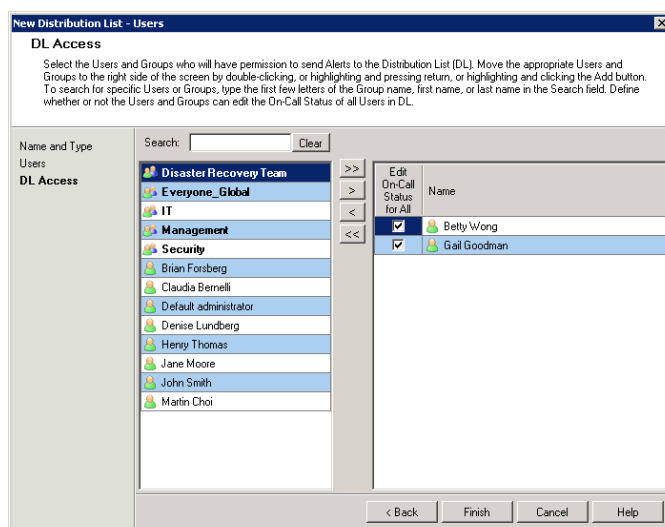 New Distribution List - Users
DL Access
Select the Users and Groups who will have permission to send Alerts to the Distribution List (DL). Move the appropriate Users and
Groups to the right side of the screen by double-clicking, or highlighting and pressing return, or highlighting and clicking the Add button.
To search for specific Users or Groups, type the first few letters of the Group name, first name, or last name in the Search field. Define
whether or not the Users and Groups can edit the On-Call Status of all Users in DL.
Name and Type
Users
DL Access
Search:
Clear
Disaster Recovery Team
Everyone_Global
IT
Management
Security
Brian Forsberg
Claudia Bernelli
Default administrator
Denise Lundberg
Henry Thomas
Jane Moore
John Smith
Martin Choi
>>
>
<
<<
Edit
On-Call
Status
for All
Name
Betty Wong
Gail Goodman
< Back
Finish
Cancel
Help